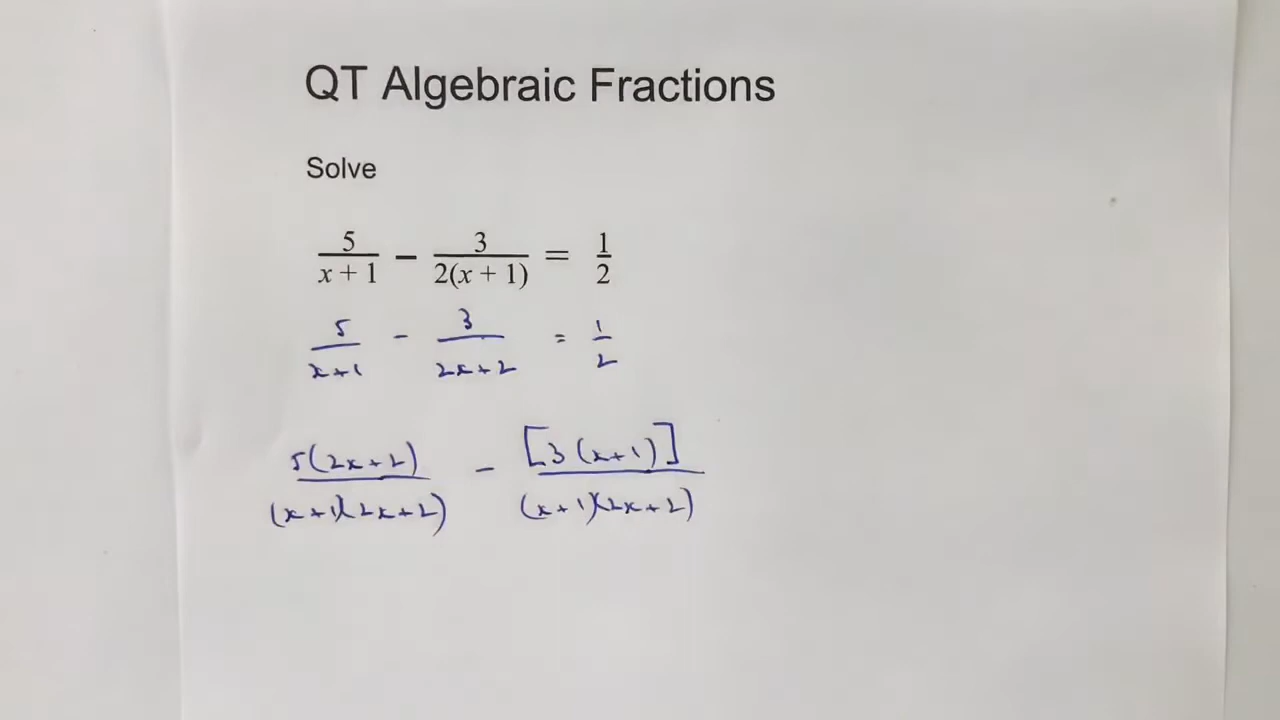 QT Algebraic Fractions
Solve
5/(x + 1) − 3/(2(x + 1)) = 1/2
5/(x+1) - 3/(2x+2) = 1/2
5(2x+2)/((x+1)(2x+2)) - [3(x+1)]/((x+1)(2x+2))